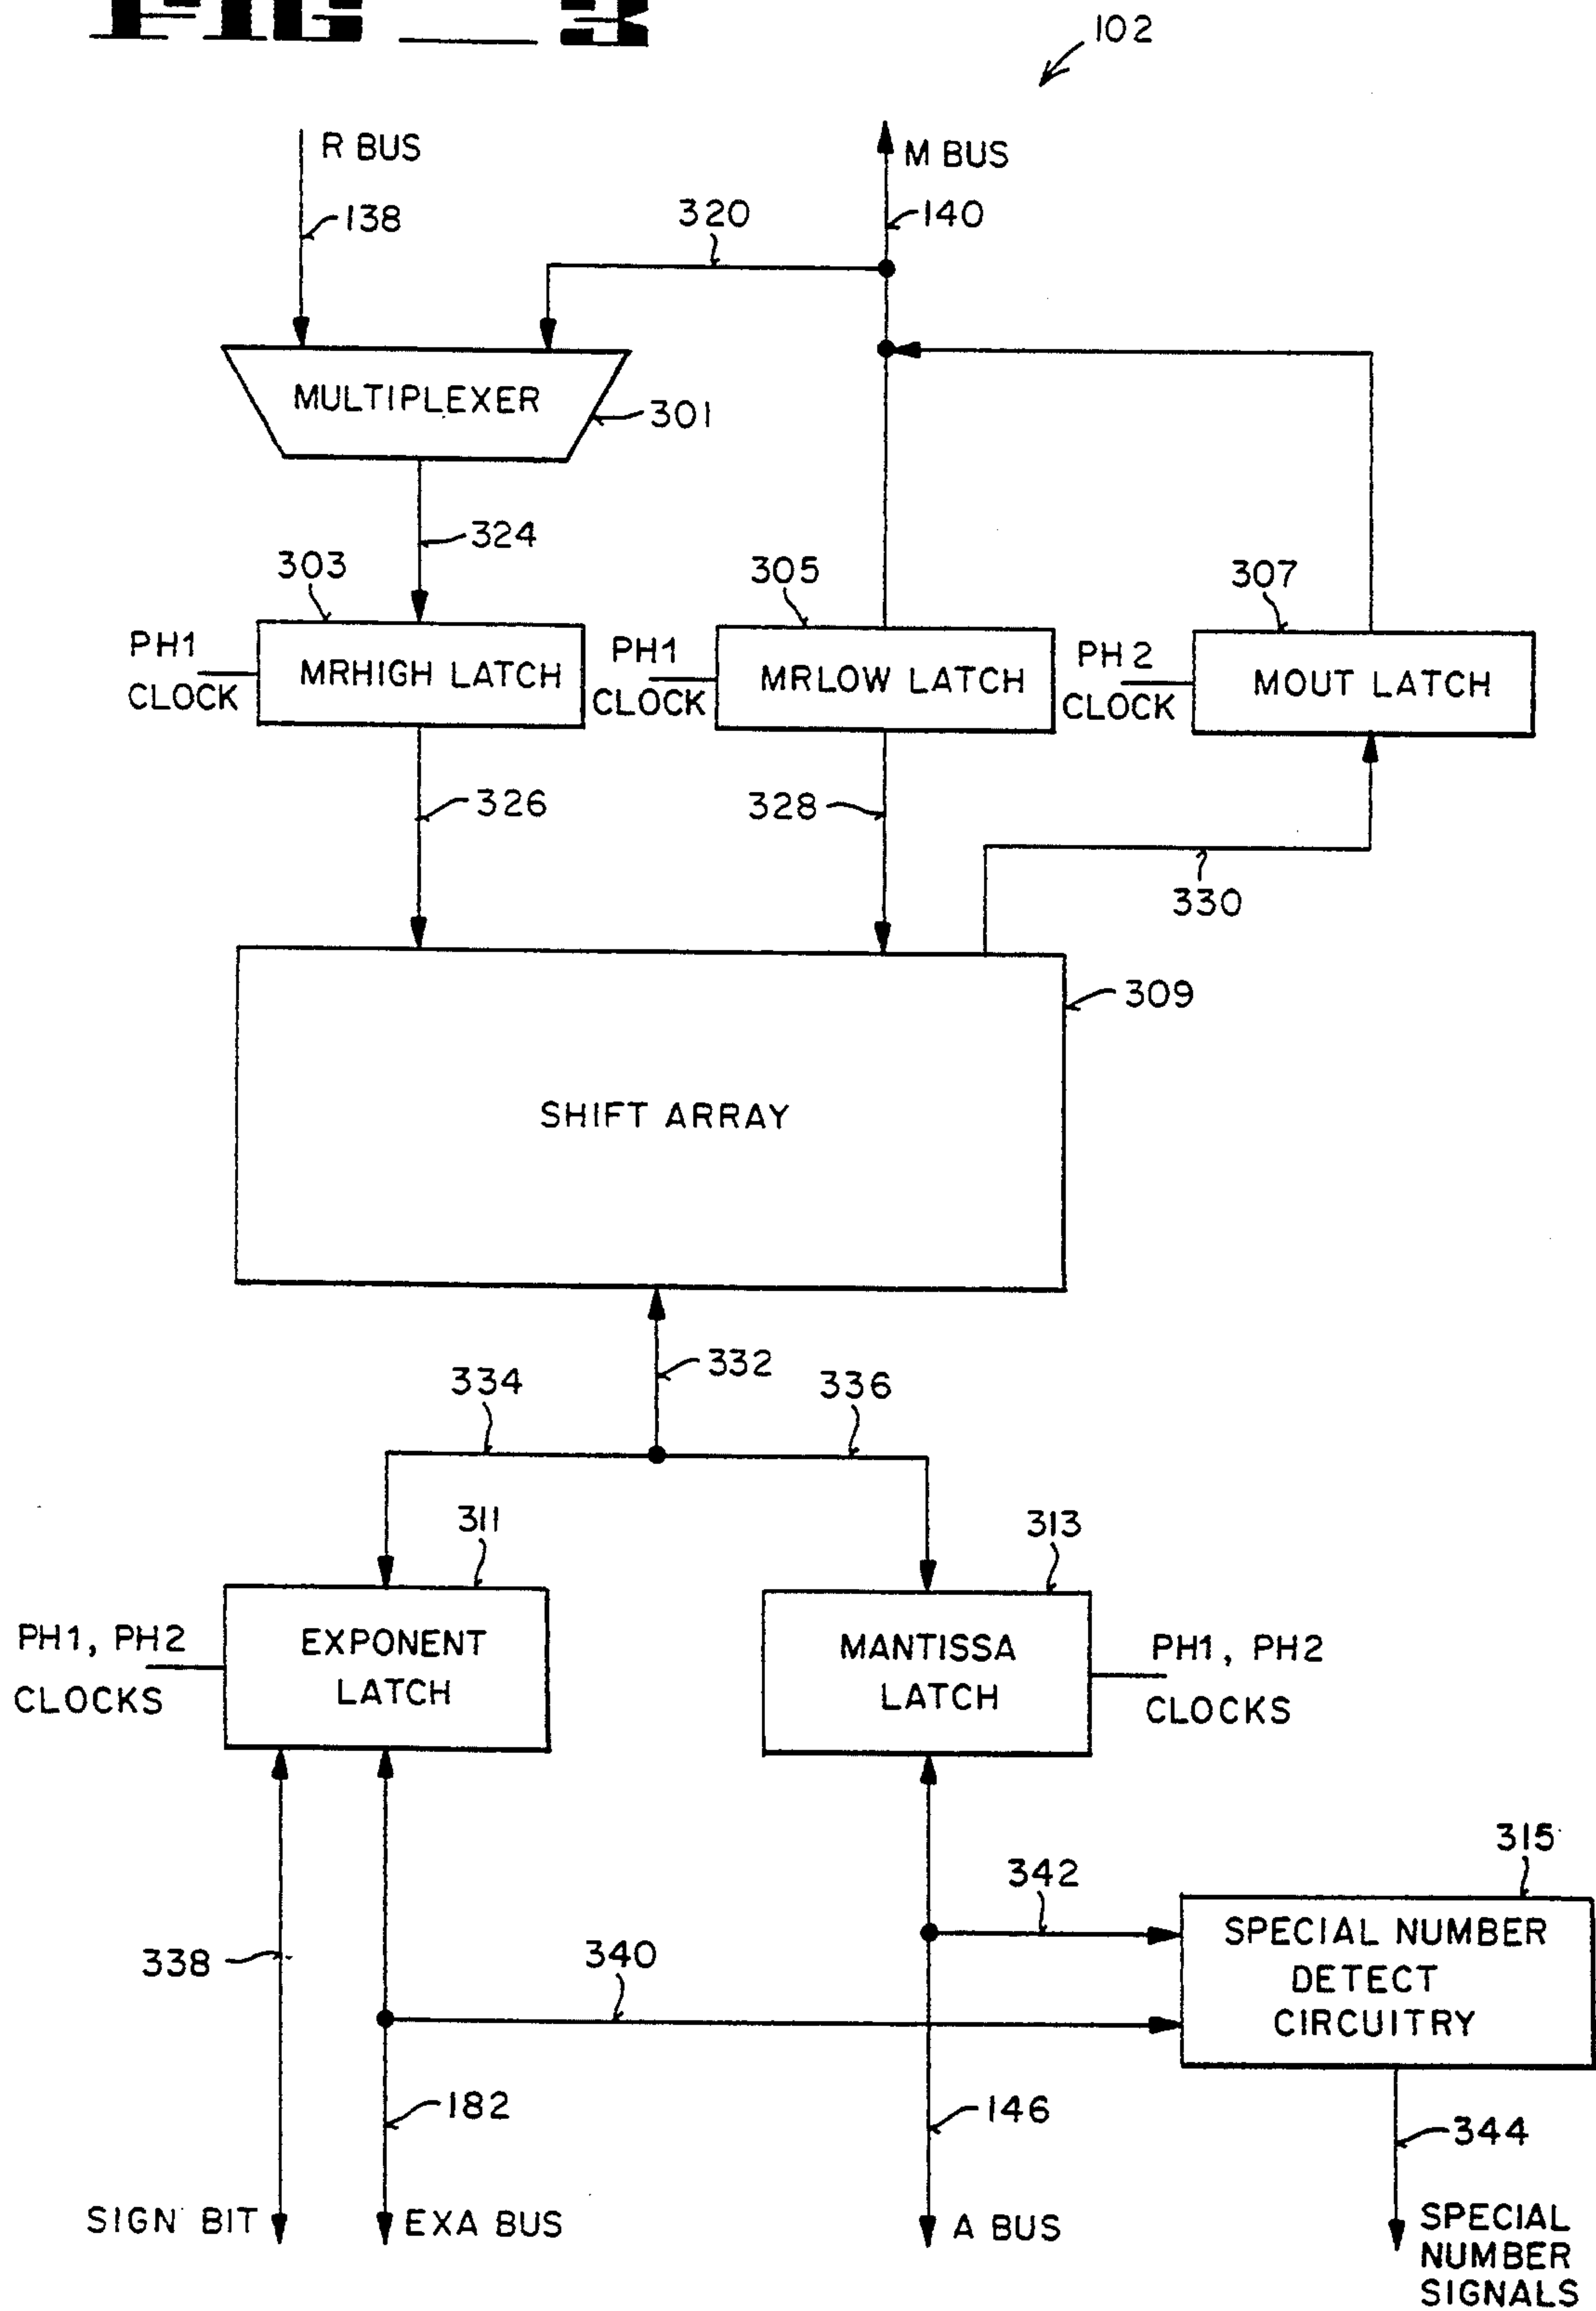 FIG 3
102
R BUS
M BUS
138
320
140
MULTIPLEXER
301
324
303
305
307
PH1
CLOCK
MRHIGH LATCH
PH1
CLOCK
MRLOW LATCH
PH2
CLOCK
MOUT LATCH
326
328
330
309
SHIFT ARRAY
332
334
336
311
313
PH1, PH2
CLOCKS
EXPONENT
LATCH
MANTISSA
LATCH
PH1, PH2
CLOCKS
315
342
SPECIAL NUMBER
DETECT
CIRCUITRY
338
340
182
146
344
SIGN BIT
EXA BUS
A BUS
SPECIAL
NUMBER
SIGNALS